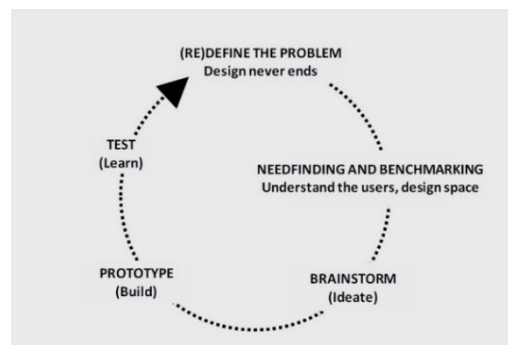 (RE)DEFINE THE PROBLEM
Design never ends
NEEDFINDING AND BENCHMARKING
Understand the users, design space
BRAINSTORM
(Ideate)
PROTOTYPE
(Build)
TEST
(Learn)